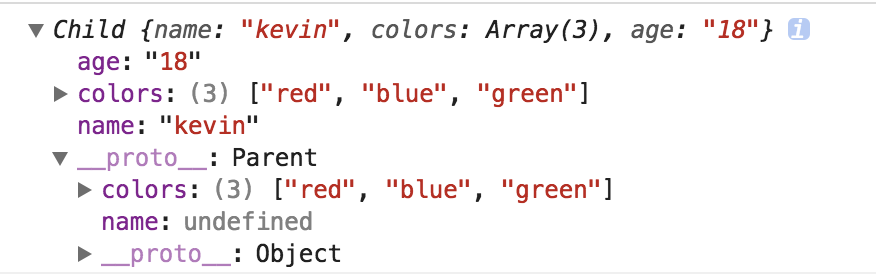 ▼ Child {name: "kevin", colors: Array(3), age: "18"} i
age: "18"
▶ colors: (3) ["red", "blue", "green"]
name: "kevin"
▼ __proto__: Parent
▶ colors: (3) ["red", "blue", "green"]
name: undefined
▶ __proto__: Object